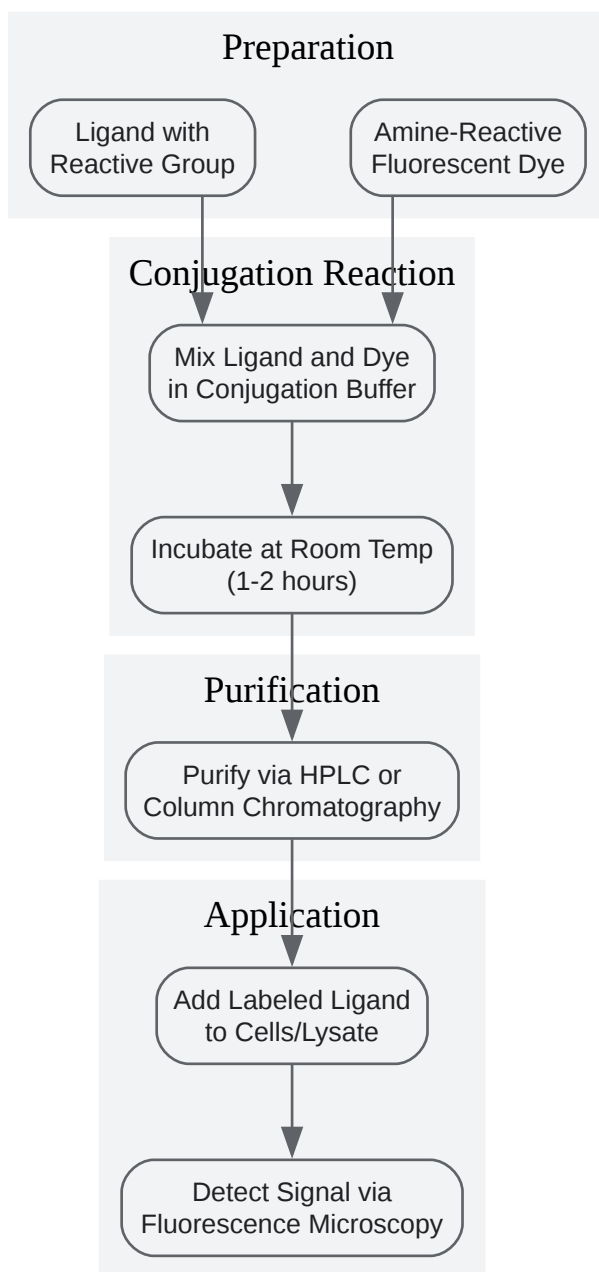 Preparation
Ligand with
Reactive Group
Amine-Reactive
Fluorescent Dye
Conjugation Reaction
Mix Ligand and Dye
in Conjugation Buffer
Incubate at Room Temp
(1-2 hours)
Purification
Purify via HPLC or
Column Chromatography
Application
Add Labeled Ligand
to Cells/Lysate
Detect Signal via
Fluorescence Microscopy